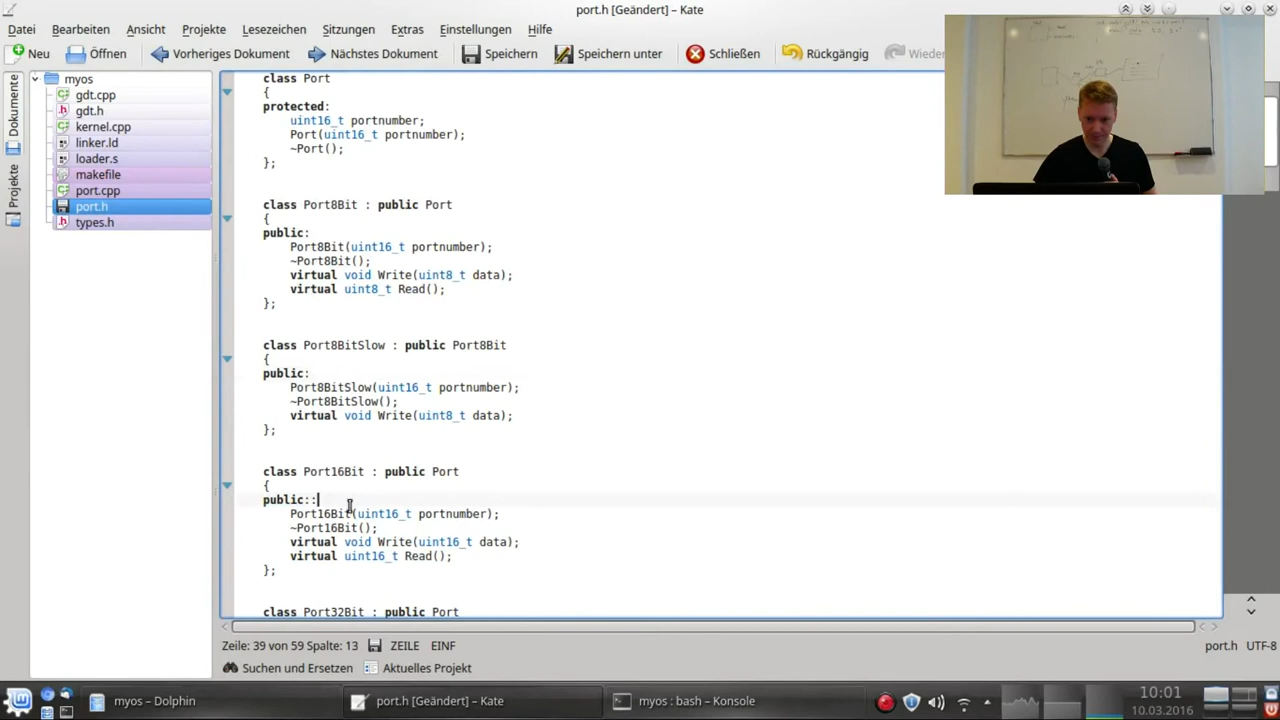 port.h [Geändert] – Kate
Datei Bearbeiten Ansicht Projekte Lesezeichen Sitzungen Extras Einstellungen Hilfe
Neu Öffnen Vorheriges Dokument Nächstes Dokument Speichern Speichern unter Schließen Rückgängig Wieder
Dokumente
Projekte
myos
gdt.cpp
gdt.h
kernel.cpp
linker.ld
loader.s
makefile
port.cpp
port.h
types.h
class Port
{
protected:
uint16_t portnumber;
Port(uint16_t portnumber);
~Port();
};
class Port8Bit : public Port
{
public:
Port8Bit(uint16_t portnumber);
~Port8Bit();
virtual void Write(uint8_t data);
virtual uint8_t Read();
};
class Port8BitSlow : public Port8Bit
{
public:
Port8BitSlow(uint16_t portnumber);
~Port8BitSlow();
virtual void Write(uint8_t data);
};
class Port16Bit : public Port
{
public::
Port16Bit(uint16_t portnumber);
~Port16Bit();
virtual void Write(uint16_t data);
virtual uint16_t Read();
};
class Port32Bit : public Port
Zeile: 39 von 59 Spalte: 13 ZEILE EINF port.h UTF-8
Suchen und Ersetzen Aktuelles Projekt
myos – Dolphin port.h [Geändert] – Kate myos : bash – Konsole 10:01
10.03.2016